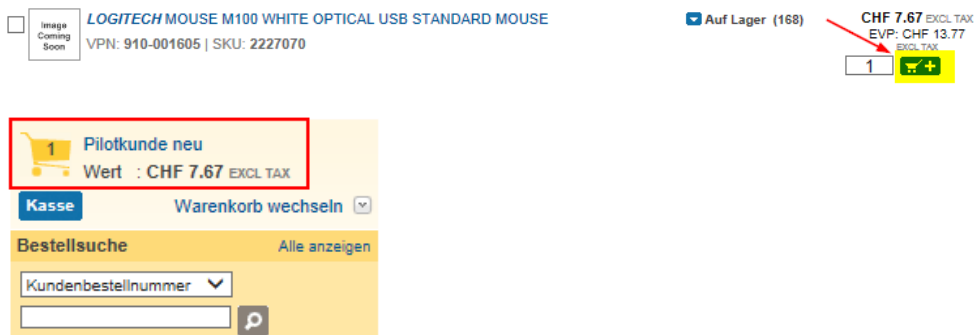 Image
Coming
Soon
LOGITECH MOUSE M100 WHITE OPTICAL USB STANDARD MOUSE
VPN: 910-001605 | SKU: 2227070
Auf Lager (168)
CHF 7.67 EXCL TAX
EVP: CHF 13.77
EXCL TAX
1
1
Pilotkunde neu
Wert : CHF 7.67 EXCL TAX
Kasse
Warenkorb wechseln
Bestellsuche
Alle anzeigen
Kundenbestellnummer